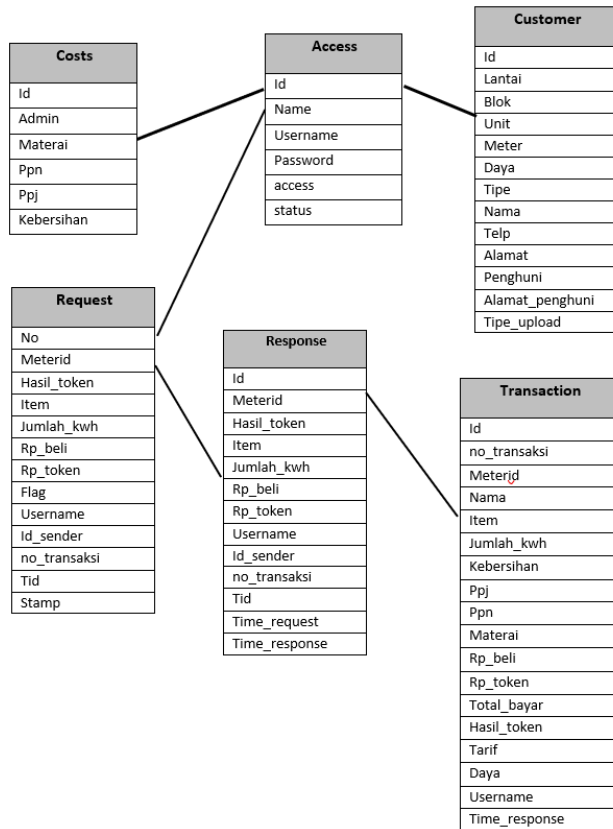 Costs
Id
Admin
Materai
Ppn
Ppj
Kebersihan
Access
Id
Name
Username
Password
access
status
Customer
Id
Lantai
Blok
Unit
Meter
Daya
Tipe
Nama
Telp
Alamat
Penghuni
Alamat_penghuni
Tipe_upload
Request
No
Meterid
Hasil_token
Item
Jumlah_kwh
Rp_beli
Rp_token
Flag
Username
Id_sender
no_transaksi
Tid
Stamp
Response
Id
Meterid
Hasil_token
Item
Jumlah_kwh
Rp_beli
Rp_token
Username
Id_sender
no_transaksi
Tid
Time_request
Time_response
Transaction
Id
no_transaksi
Meterid
Nama
Item
Jumlah_kwh
Kebersihan
Ppj
Ppn
Materai
Rp_beli
Rp_token
Total_bayar
Hasil_token
Tarif
Daya
Username
Time_response